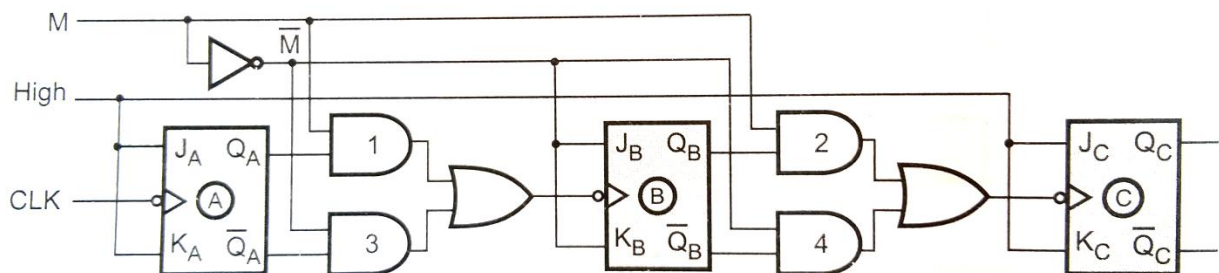 M
M̅
High
J_A Q_A
1
J_B Q_B
2
J_C Q_C
CLK
A
B
C
K_A Q̅_A
3
K_B Q̅_B
4
K_C Q̅_C